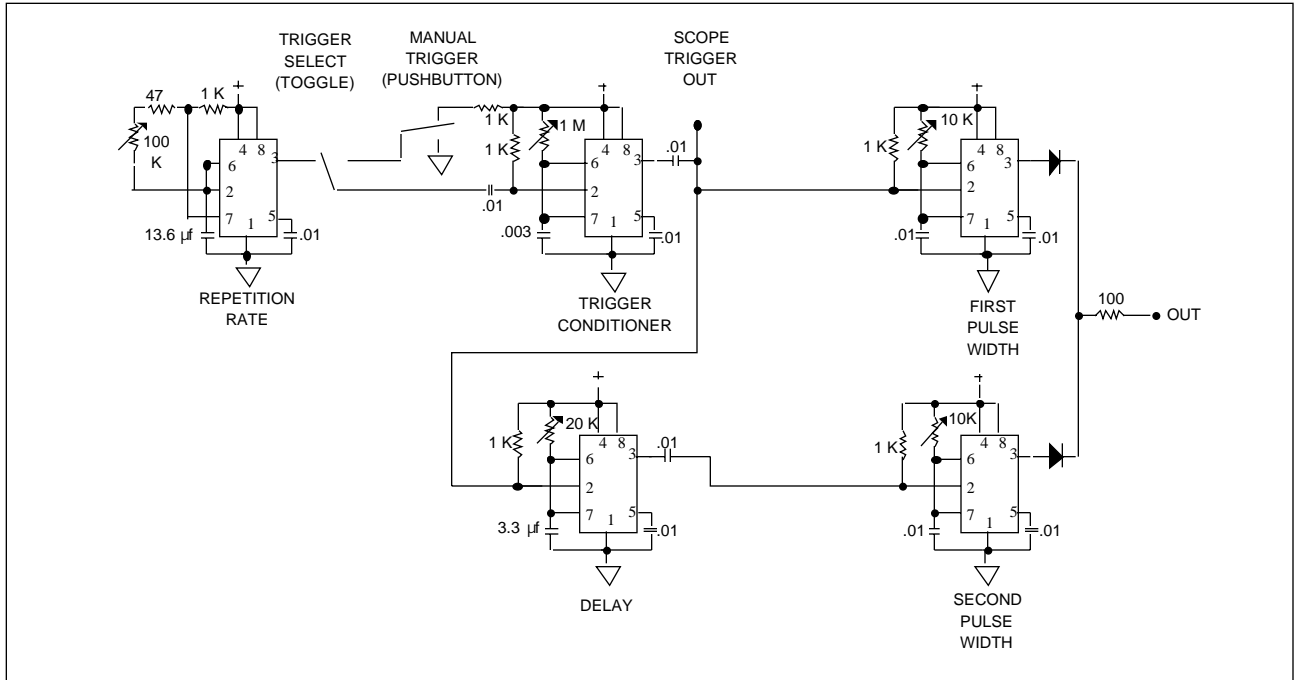 TRIGGER
SELECT
(TOGGLE)
MANUAL
TRIGGER
(PUSHBUTTON)
SCOPE
TRIGGER
OUT
47
1 K
+
100
K
4
8
3
6
2
7
1
5
13.6 µf
.01
REPETITION
RATE
1 K
1 K
+
1 M
.01
4
8
3
6
2
7
1
5
.01
.003
.01
TRIGGER
CONDITIONER
+
1 K
10 K
4
8
3
6
2
7
1
5
.01
.01
FIRST
PULSE
WIDTH
100
OUT
+
1 K
20 K
4
8
3
6
2
7
1
5
.01
3.3 µf
.01
DELAY
+
1 K
10K
4
8
3
6
2
7
1
5
.01
.01
SECOND
PULSE
WIDTH